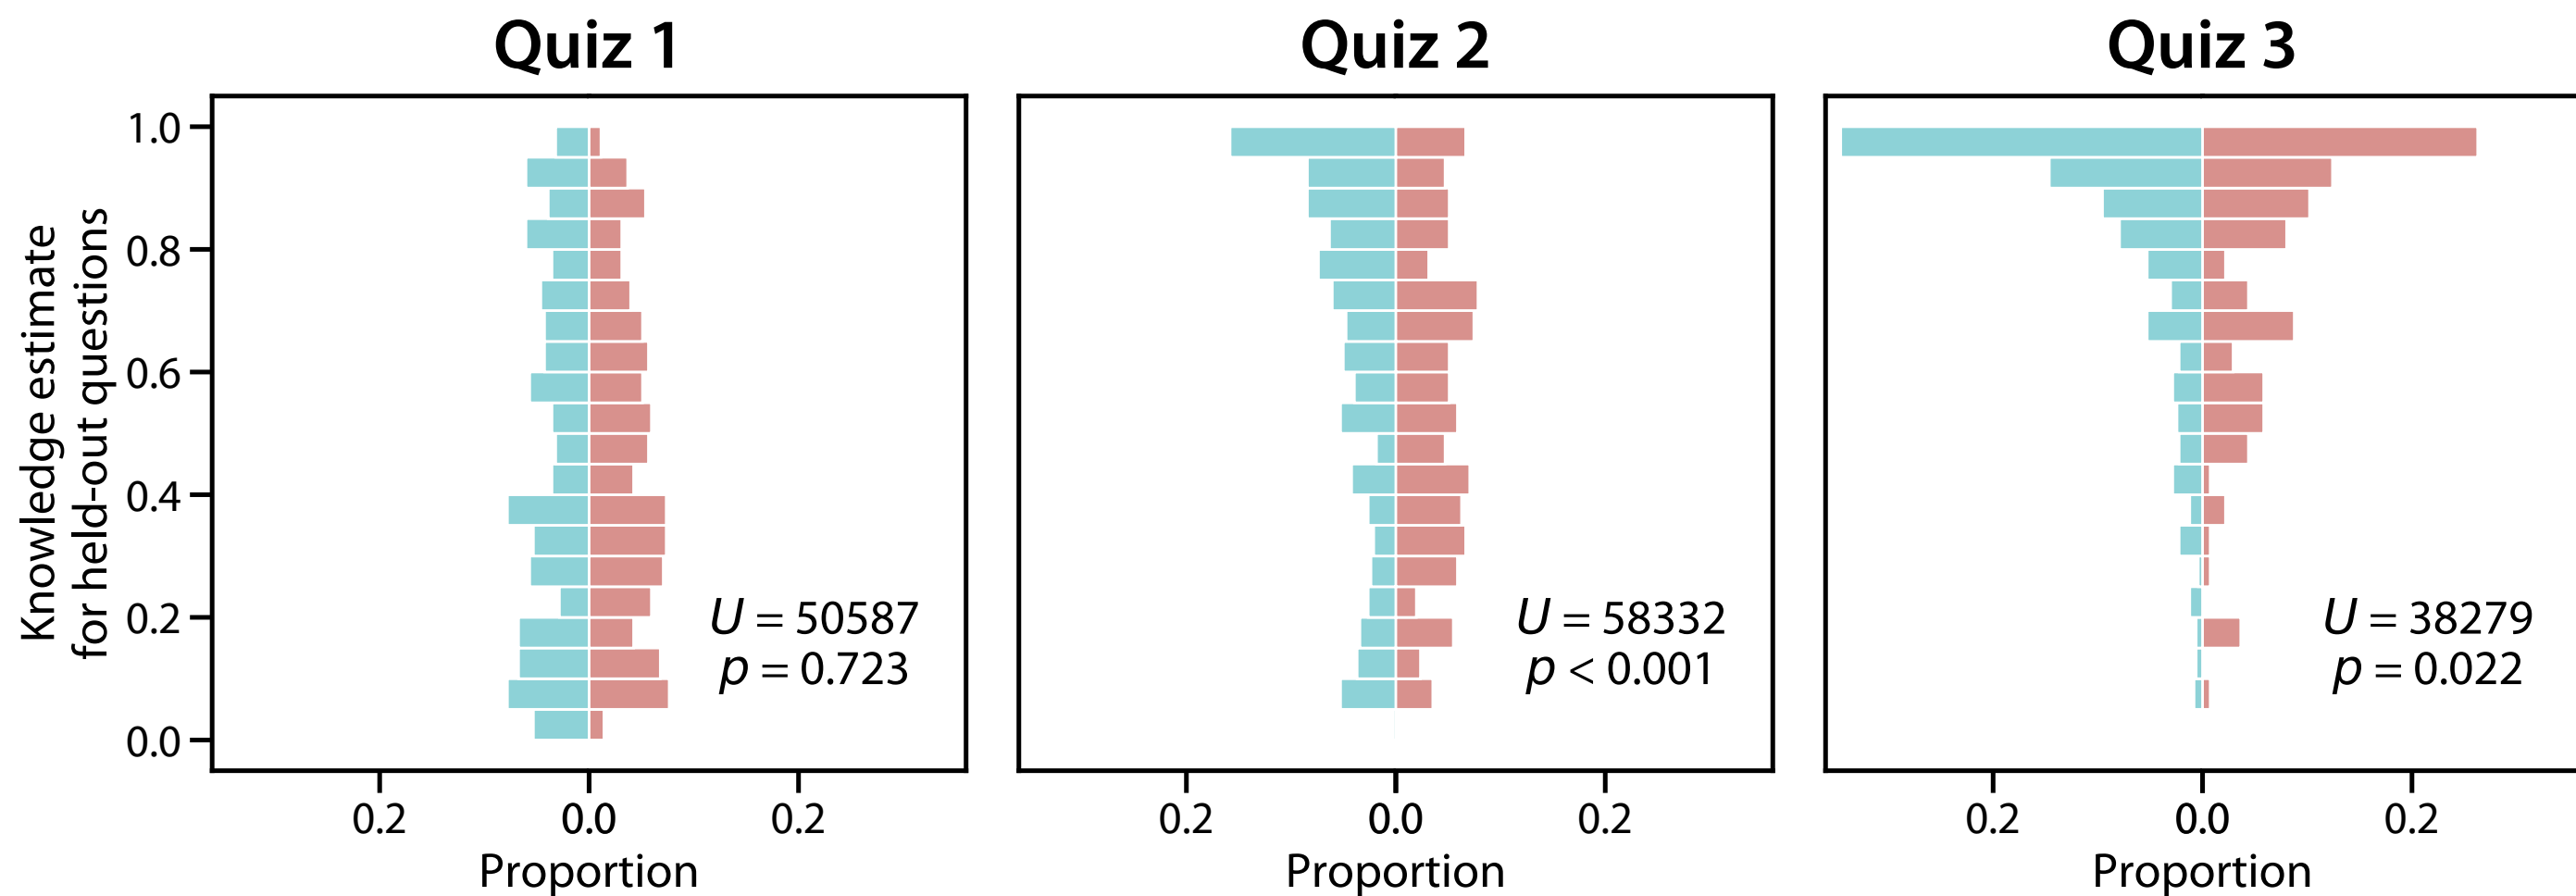 Quiz 1
Quiz 2
Quiz 3
Knowledge estimate
for held-out questions
1.0
0.8
0.6
0.4
0.2
0.0
U = 50587
p = 0.723
U = 58332
p < 0.001
U = 38279
p = 0.022
0.2 0.0 0.2
0.2 0.0 0.2
0.2 0.0 0.2
Proportion
Proportion
Proportion